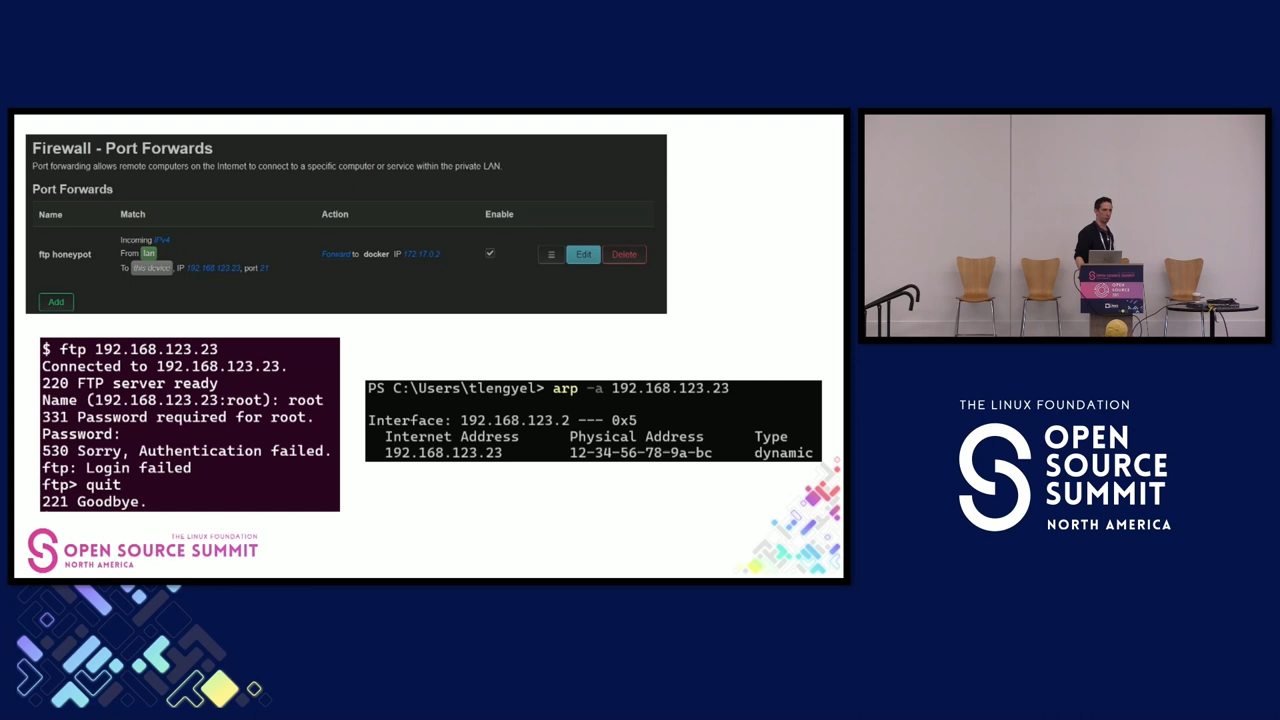 Firewall - Port Forwards
Port forwarding allows remote computers on the Internet to connect to a specific computer or service within the private LAN.
Port Forwards
Name Match Action Enable
Incoming IPv4
ftp honeypot From lan Forward to docker IP 172.17.0.2 Edit Delete
To this device, IP 192.168.123.23, port 21
Add
$ ftp 192.168.123.23
Connected to 192.168.123.23.
220 FTP server ready
Name (192.168.123.23:root): root
331 Password required for root.
Password:
530 Sorry, Authentication failed.
ftp: Login failed
ftp> quit
221 Goodbye.
PS C:\Users\tlengyel> arp -a 192.168.123.23
Interface: 192.168.123.2 --- 0x5
Internet Address Physical Address Type
192.168.123.23 12-34-56-78-9a-bc dynamic
THE LINUX FOUNDATION
OPEN SOURCE SUMMIT
NORTH AMERICA
THE LINUX FOUNDATION
OPEN
SOURCE
SUMMIT
NORTH AMERICA